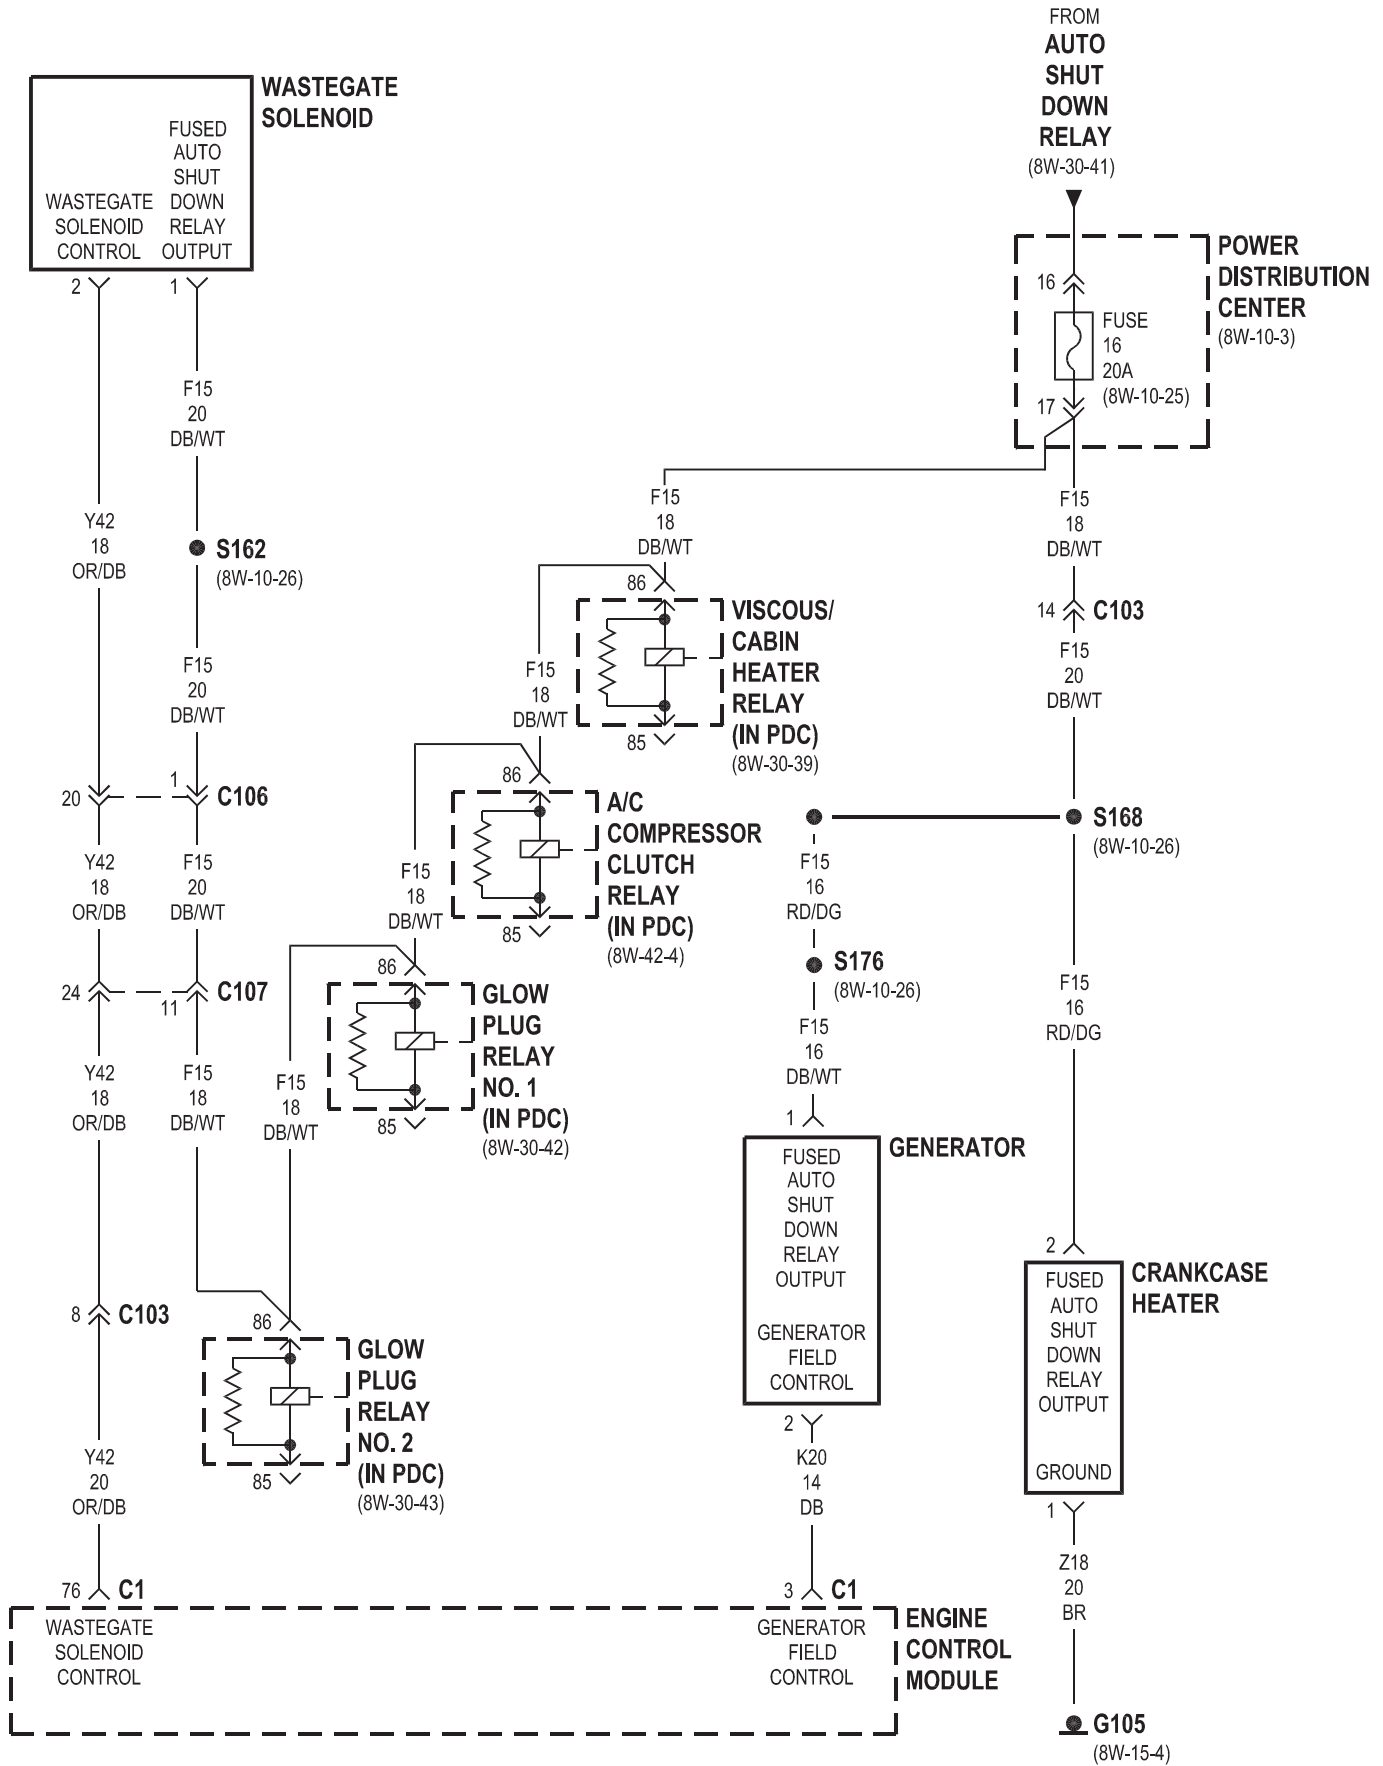 FROM
AUTO
SHUT
DOWN
RELAY
(8W-30-41)
WASTEGATE
SOLENOID
WASTEGATE
SOLENOID
CONTROL
FUSED
AUTO
SHUT
DOWN
RELAY
OUTPUT
2
1
POWER
DISTRIBUTION
CENTER
(8W-10-3)
16
FUSE
16
20A
(8W-10-25)
17
F15
20
DB/WT
Y42
18
OR/DB
S162
(8W-10-26)
F15
20
DB/WT
20
1
C106
Y42
18
OR/DB
F15
20
DB/WT
24
11
C107
Y42
18
OR/DB
F15
18
DB/WT
8
C103
Y42
20
OR/DB
76
C1
F15
18
DB/WT
86
VISCOUS/
CABIN
HEATER
RELAY
(IN PDC)
(8W-30-39)
85
F15
18
DB/WT
86
A/C
COMPRESSOR
CLUTCH
RELAY
(IN PDC)
(8W-42-4)
85
F15
18
DB/WT
86
GLOW
PLUG
RELAY
NO. 1
(IN PDC)
(8W-30-42)
85
F15
18
DB/WT
86
GLOW
PLUG
RELAY
NO. 2
(IN PDC)
(8W-30-43)
85
F15
18
DB/WT
14
C103
F15
20
DB/WT
S168
(8W-10-26)
F15
16
RD/DG
S176
(8W-10-26)
F15
16
DB/WT
1
GENERATOR
FUSED
AUTO
SHUT
DOWN
RELAY
OUTPUT
GENERATOR
FIELD
CONTROL
2
K20
14
DB
3
C1
F15
16
RD/DG
2
CRANKCASE
HEATER
FUSED
AUTO
SHUT
DOWN
RELAY
OUTPUT
GROUND
1
Z18
20
BR
G105
(8W-15-4)
WASTEGATE
SOLENOID
CONTROL
GENERATOR
FIELD
CONTROL
ENGINE
CONTROL
MODULE